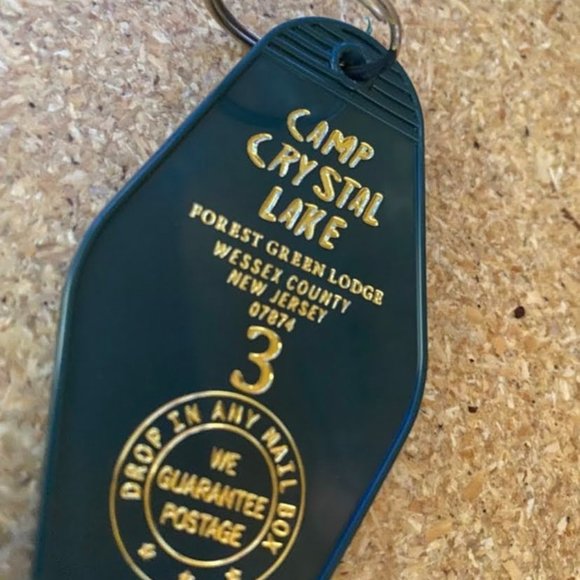 CAMP
CRYSTAL
LAKE
FOREST GREEN LODGE
WESSEX COUNTY
NEW JERSEY
07874
3
DROP IN ANY MAIL BOX
WE
GUARANTEE
POSTAGE